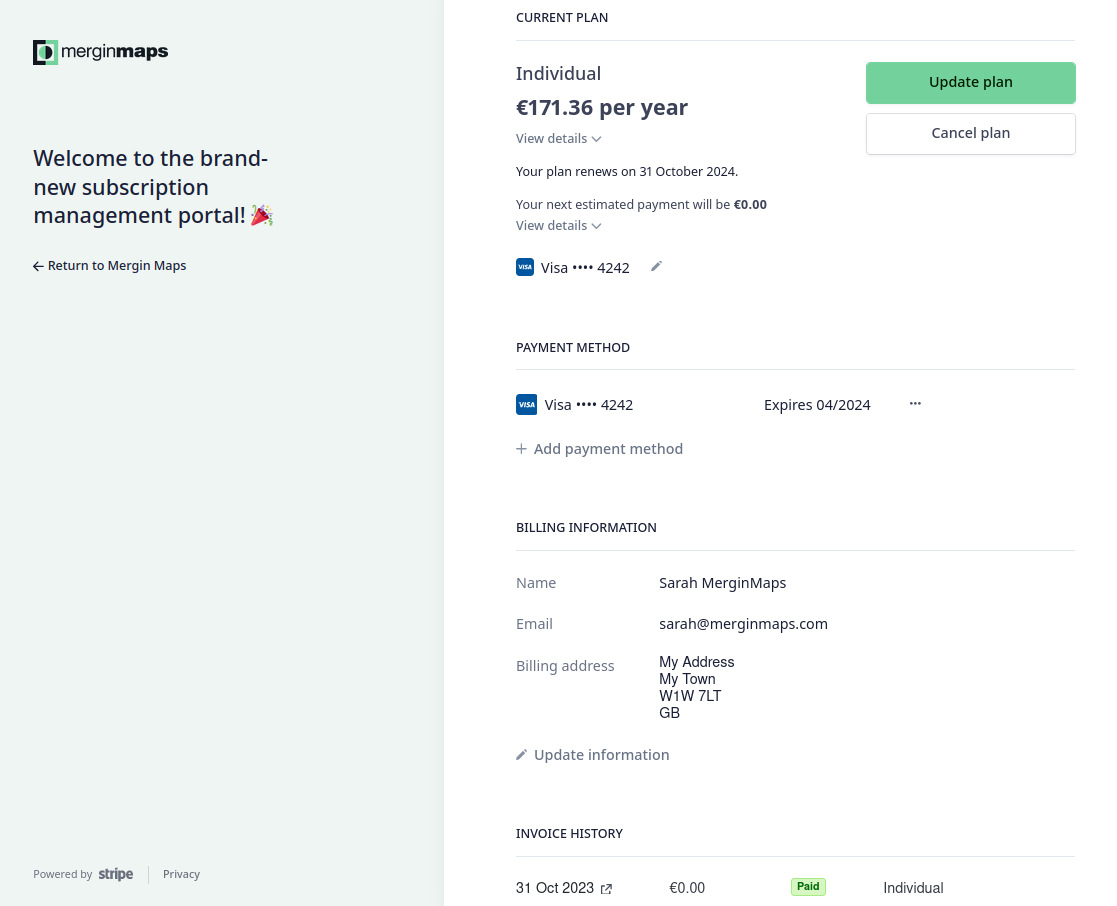 merginmaps
Welcome to the brand-
new subscription
management portal! 🎉
← Return to Mergin Maps
Powered by stripe
Privacy
CURRENT PLAN
Individual
€171.36 per year
View details
Your plan renews on 31 October 2024.
Your next estimated payment will be €0.00
View details
VISA Visa •••• 4242
Update plan
Cancel plan
PAYMENT METHOD
VISA Visa •••• 4242 Expires 04/2024 •••
+ Add payment method
BILLING INFORMATION
Name Sarah MerginMaps
Email sarah@merginmaps.com
Billing address My Address
My Town
W1W 7LT
GB
Update information
INVOICE HISTORY
31 Oct 2023 €0.00 Paid Individual